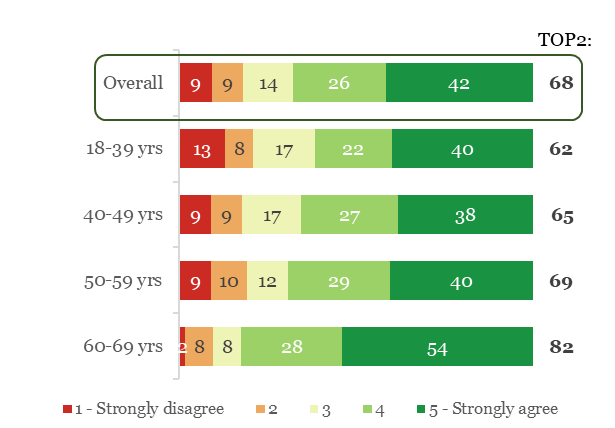 TOP2:
Overall 9 9 14 26 42 68
18-39 yrs 13 8 17 22 40 62
40-49 yrs 9 9 17 27 38 65
50-59 yrs 9 10 12 29 40 69
60-69 yrs 2 8 8 28 54 82
1 - Strongly disagree 2 3 4 5 - Strongly agree